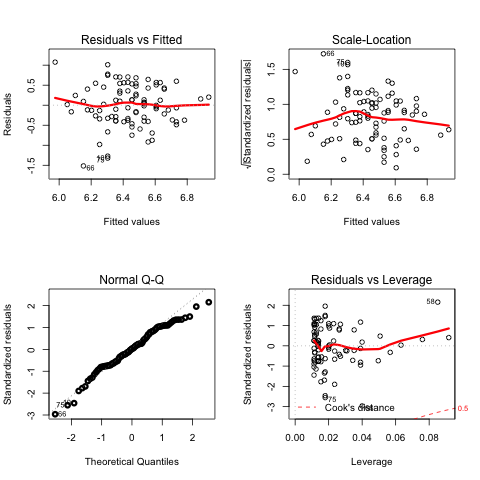 Residuals vs Fitted
Residuals
0.5
-0.5
-1.5
66
75
6.0 6.2 6.4 6.6 6.8
Fitted values
Scale-Location
√|Standardized residuals|
1.5
1.0
0.5
0.0
66
75
6.0 6.2 6.4 6.6 6.8
Fitted values
Normal Q-Q
Standardized residuals
2
1
0
-1
-2
-3
75
66
-2 -1 0 1 2
Theoretical Quantiles
Residuals vs Leverage
Standardized residuals
2
1
0
-1
-2
-3
58
75
Cook's distance
0.5
0.00 0.02 0.04 0.06 0.08
Leverage